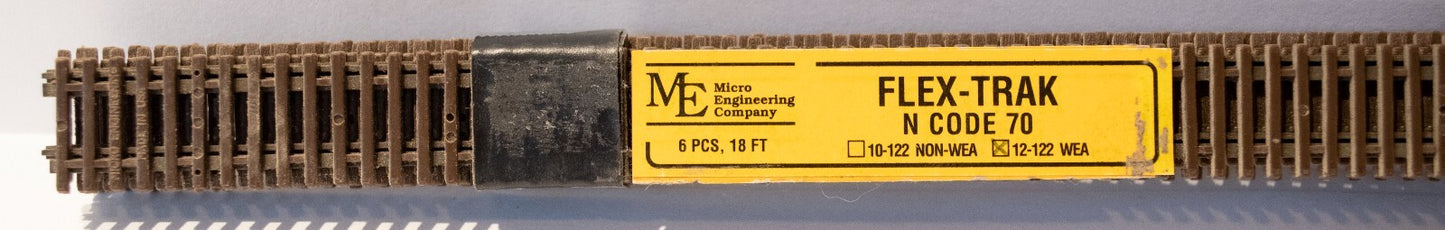 ME Micro
Engineering
Company
6 PCS, 18 FT
FLEX-TRAK
N CODE 70
10-122 NON-WEA 12-122 WEA